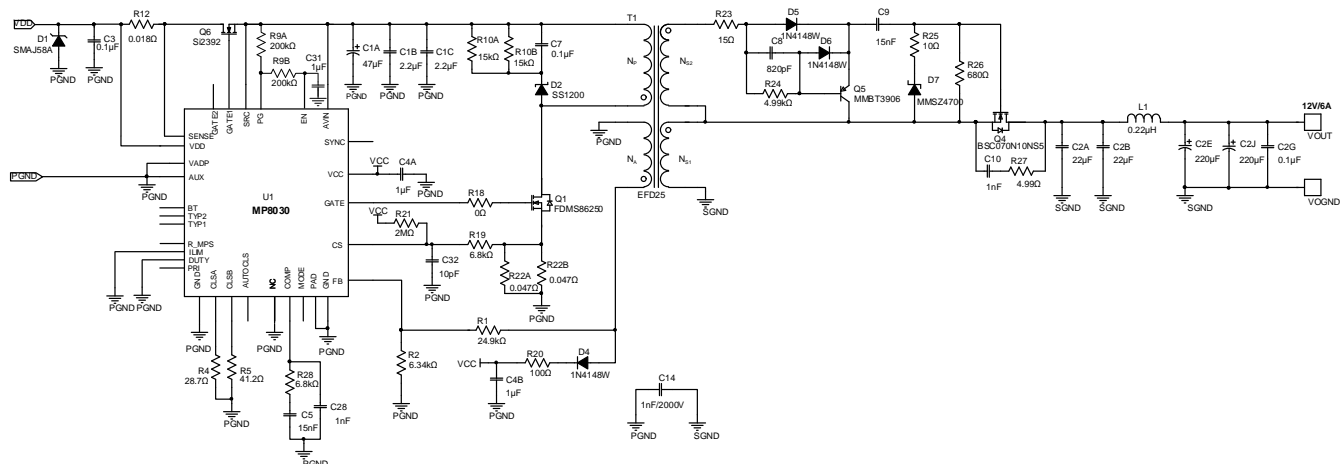 VDD
D1
SMAJ58A
PGND
C3
0.1µF
PGND
R12
0.018Ω
Q6
Si2392
R9A
200kΩ
R9B
200kΩ
C31
1µF
PGND
C1A
47µF
PGND
C1B
2.2µF
PGND
C1C
2.2µF
PGND
R10A
15kΩ
R10B
15kΩ
C7
0.1µF
D2
SS1200
T1
NP
NS2
NA
NS1
EFD25
PGND
SGND
R23
15Ω
D5
1N4148W
C8
820pF
D6
1N4148W
R24
4.99kΩ
Q5
MMBT3906
C9
15nF
R25
10Ω
D7
MMSZ4700
R26
680Ω
Q4
BSC070N10NS5
C10
1nF
R27
4.99Ω
C2A
22µF
SGND
C2B
22µF
SGND
L1
0.22µH
C2E
220µF
C2J
220µF
C2G
0.1µF
SGND
12V/6A
VOUT
VOGND
PGND
PGND
GATE2
GATE1
SRC
PG
EN
AVIN
SENSE
VDD
VADP
AUX
BT
TYP2
TYP1
R_MPS
ILIM
DUTY
PRI
U1
MP8030
SYNC
VCC
GATE
CS
FB
GND
CLSA
CLSB
AUTOCLS
NC
COMP
MODE
PAD
GND
VCC
C4A
1µF
PGND
R18
0Ω
Q1
FDMS86250
VCC
R21
2MΩ
R19
6.8kΩ
C32
10pF
PGND
R22A
0.047Ω
R22B
0.047Ω
PGND
PGND
PGND
PGND
PGND
PGND
R4
28.7Ω
R5
41.2Ω
PGND
R28
6.8kΩ
C5
15nF
C28
1nF
PGND
R1
24.9kΩ
R2
6.34kΩ
PGND
VCC
R20
100Ω
D4
1N4148W
C4B
1µF
PGND
C14
1nF/2000V
PGND
SGND